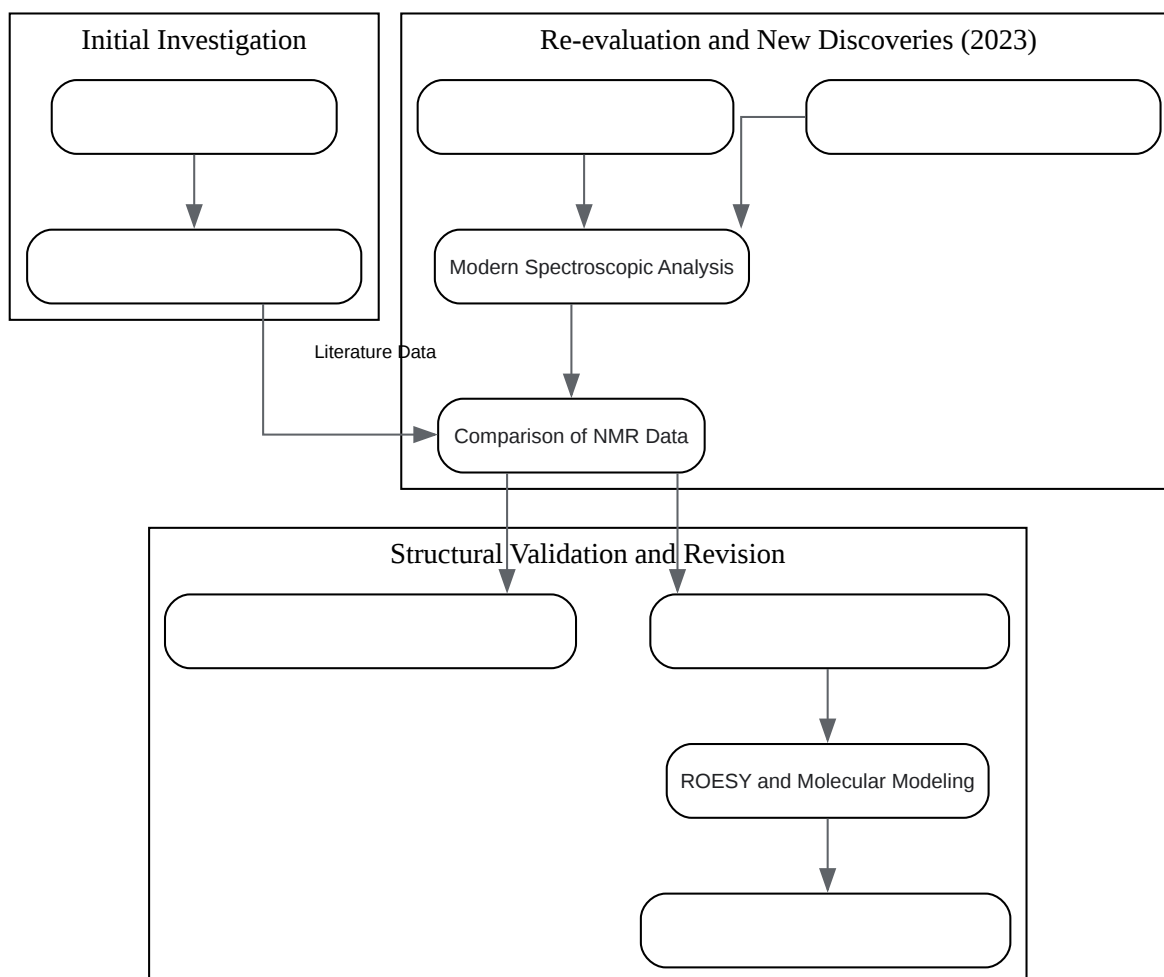 Initial Investigation
Re-evaluation and New Discoveries (2023)
Modern Spectroscopic Analysis
Literature Data
Comparison of NMR Data
Structural Validation and Revision
ROESY and Molecular Modeling